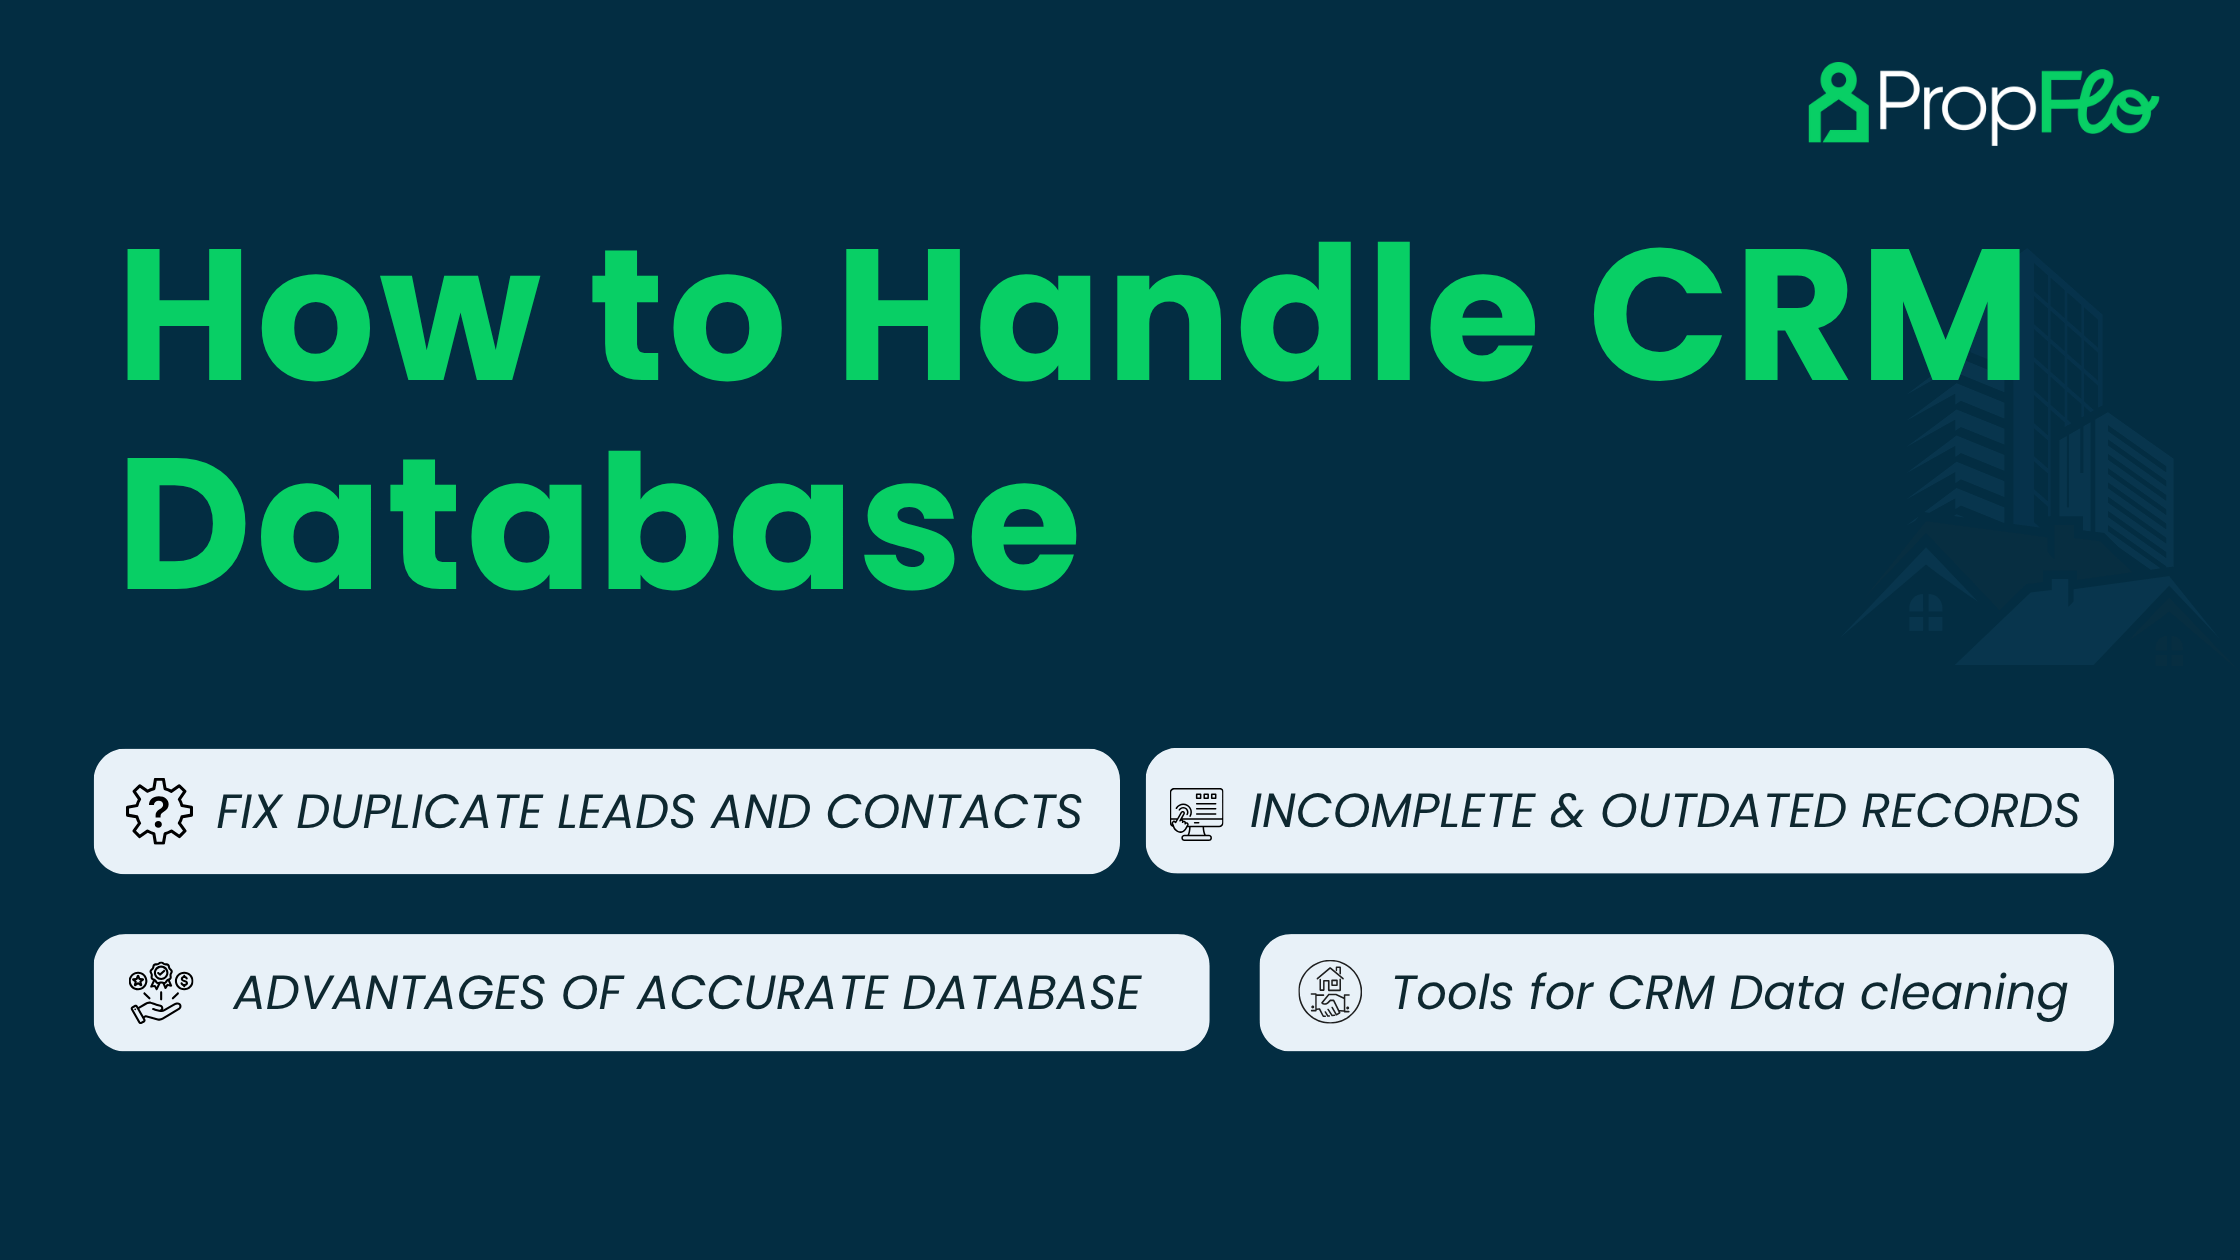 PropFlo
How to Handle CRM
Database
FIX DUPLICATE LEADS AND CONTACTS
INCOMPLETE & OUTDATED RECORDS
ADVANTAGES OF ACCURATE DATABASE
Tools for CRM Data cleaning